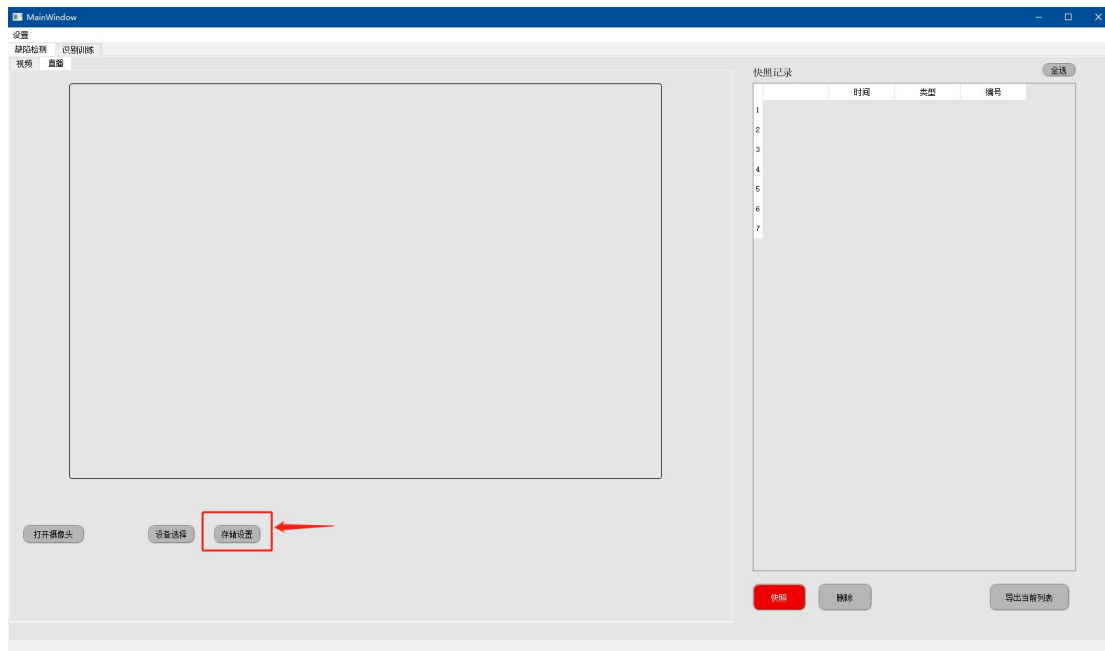 MainWindow
设置
缺陷检测 识别训练
视频 直播
快照记录 全选
时间 类型 编号
1
2
3
4
5
6
7
打开摄像头 设备选择 存储设置
快照 删除 导出当前列表